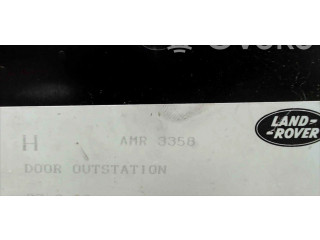 H AMR 3358
LAND-
-ROVER
DOOR OUTSTATION